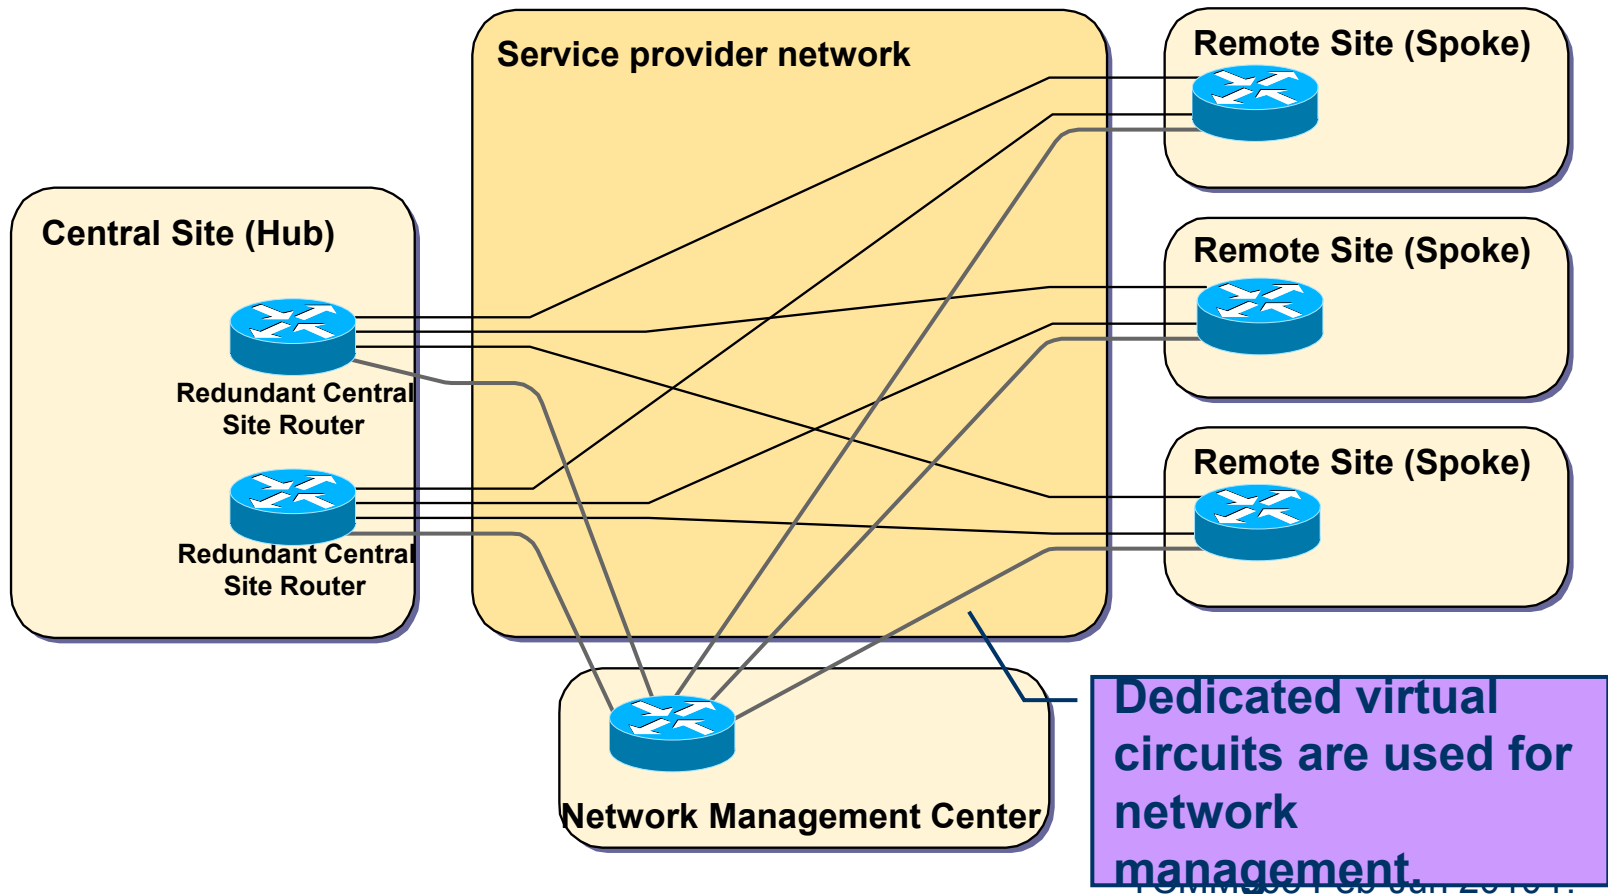 Service provider network
Remote Site (Spoke)
Central Site (Hub)
Remote Site (Spoke)
Redundant Central
Site Router
Remote Site (Spoke)
Redundant Central
Site Router
Network Management Center
Dedicated virtual
circuits are used for
network
management.